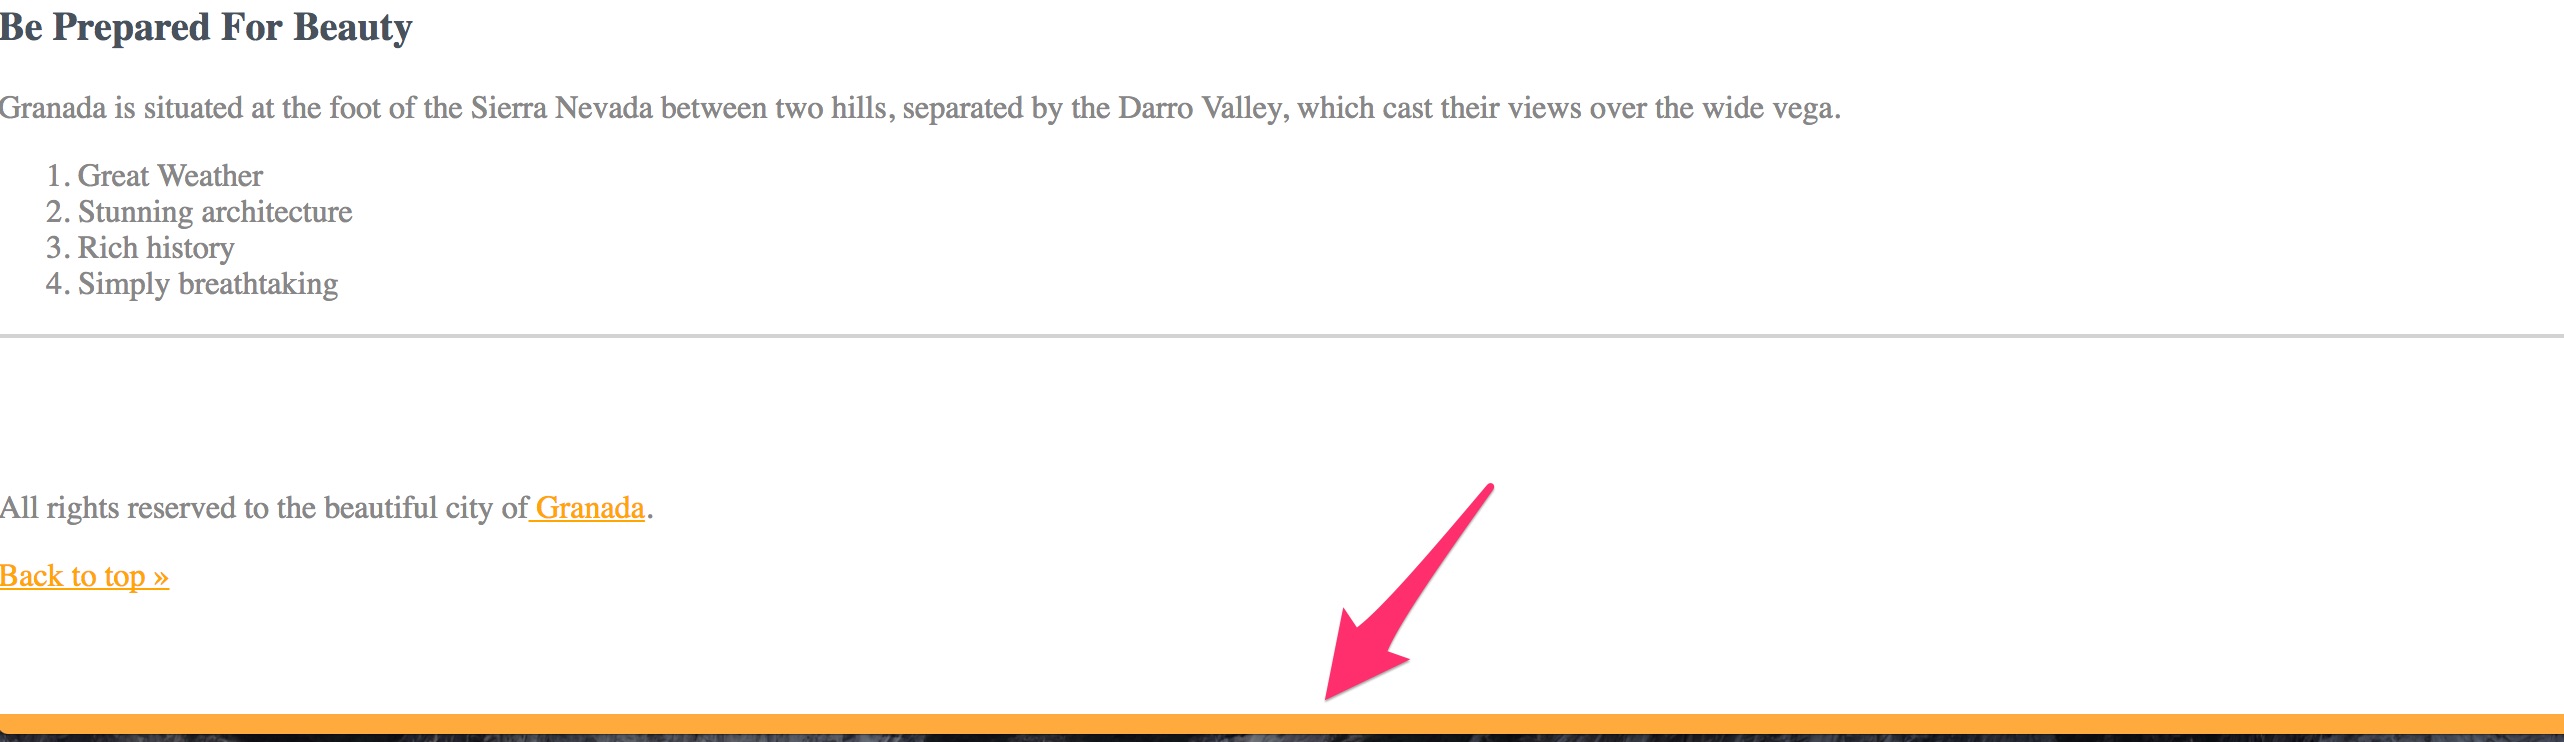 Be Prepared For Beauty
Granada is situated at the foot of the Sierra Nevada between two hills, separated by the Darro Valley, which cast their views over the wide vega.
1. Great Weather
2. Stunning architecture
3. Rich history
4. Simply breathtaking
All rights reserved to the beautiful city of Granada.
Back to top »